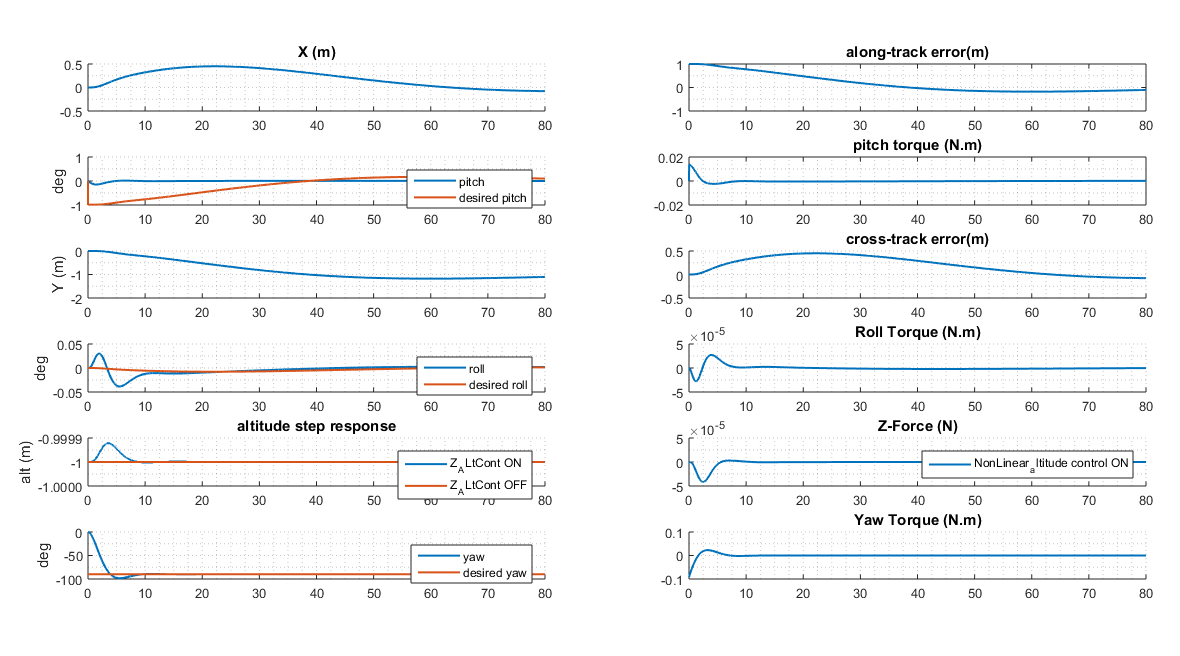 X (m)
0.5
0
-0.5
0 10 20 30 40 50 60 70 80
deg
1
0
-1
pitch
desired pitch
0 10 20 30 40 50 60 70 80
Y (m)
0
-1
-2
0 10 20 30 40 50 60 70 80
deg
0.05
0
-0.05
roll
desired roll
0 10 20 30 40 50 60 70 80
altitude step response
alt (m)
-0.9999
-1
-1.0000
Z_A LtCont ON
Z_A LtCont OFF
0 10 20 30 40 50 60 70 80
deg
0
-50
-100
yaw
desired yaw
0 10 20 30 40 50 60 70 80
along-track error(m)
1
0
-1
0 10 20 30 40 50 60 70 80
pitch torque (N.m)
0.02
0
-0.02
0 10 20 30 40 50 60 70 80
cross-track error(m)
0.5
0
-0.5
0 10 20 30 40 50 60 70 80
Roll Torque (N.m)
× 10-5
5
0
-5
0 10 20 30 40 50 60 70 80
Z-Force (N)
× 10-5
5
0
-5
NonLinear_a ltitude control ON
0 10 20 30 40 50 60 70 80
Yaw Torque (N.m)
0.1
0
-0.1
0 10 20 30 40 50 60 70 80